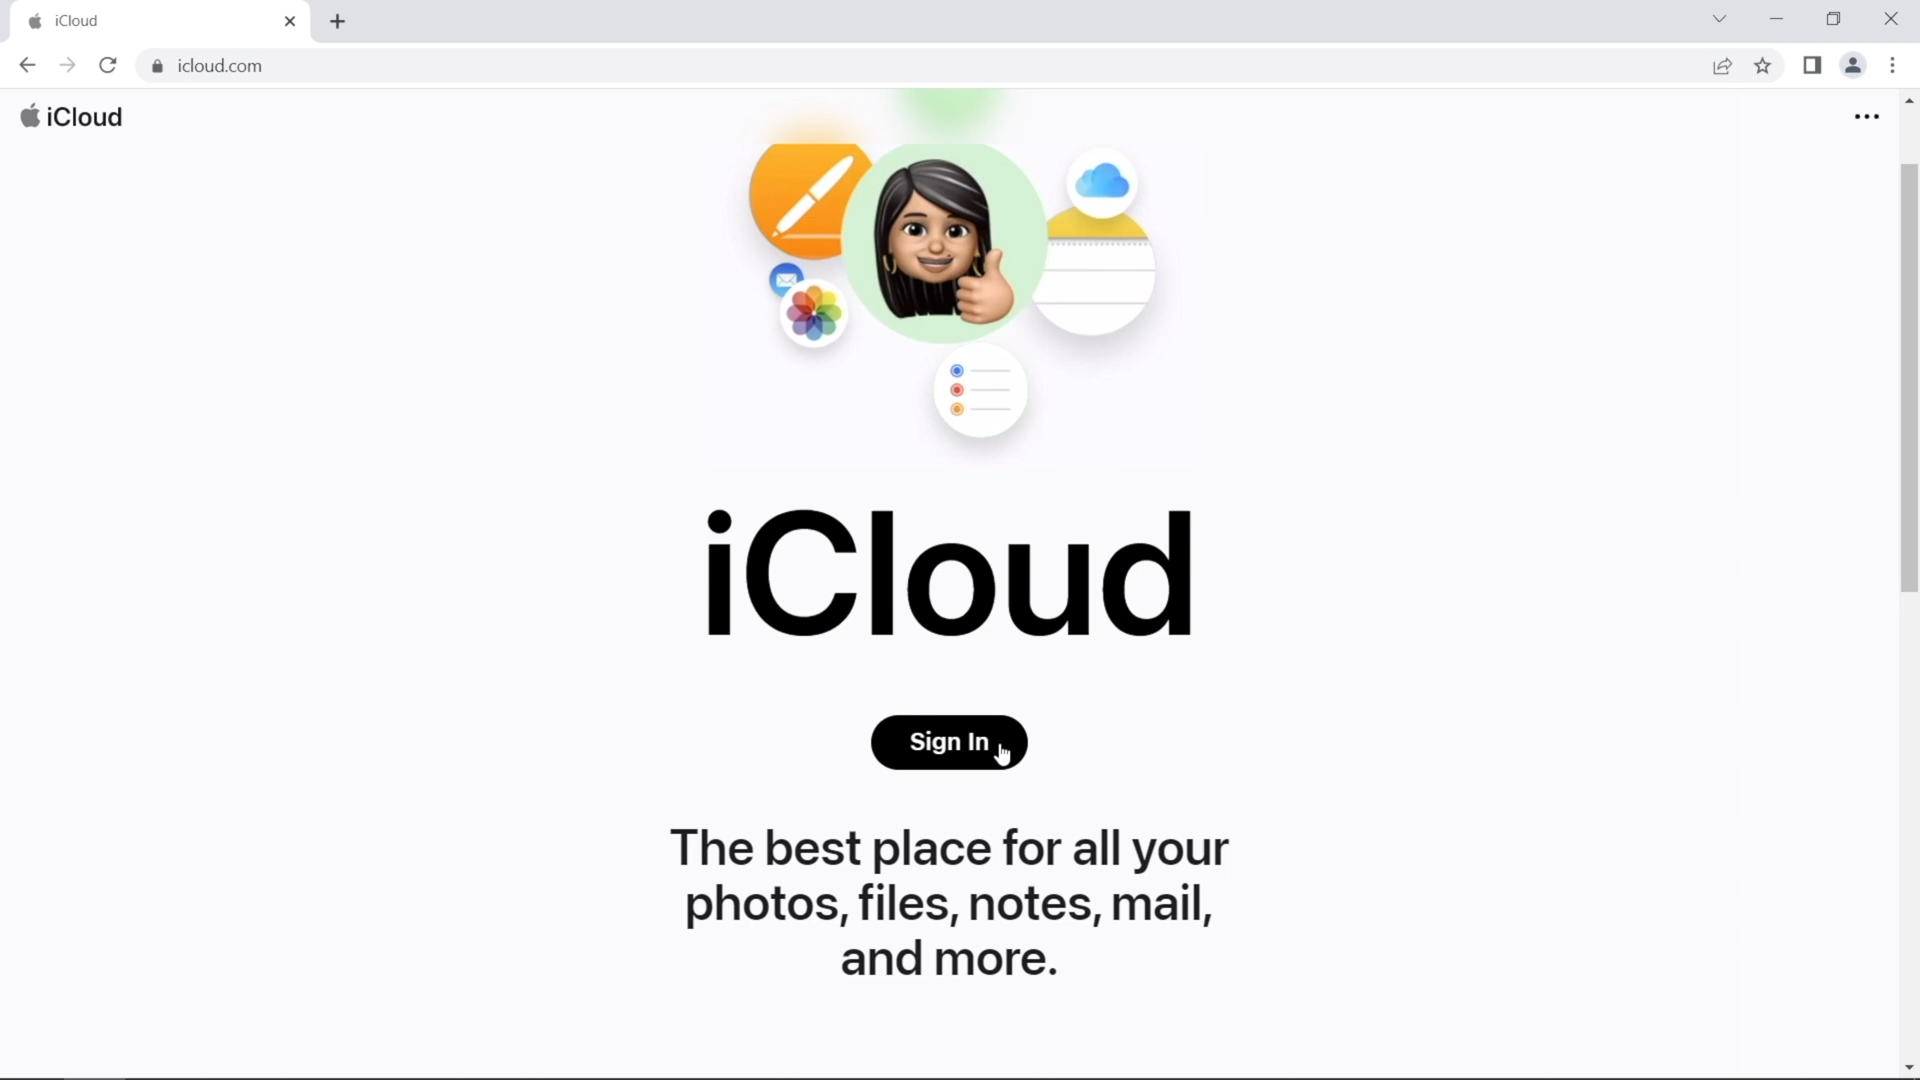 iCloud
icloud.com
iCloud
iCloud
Sign In
The best place for all your
photos, files, notes, mail,
and more.